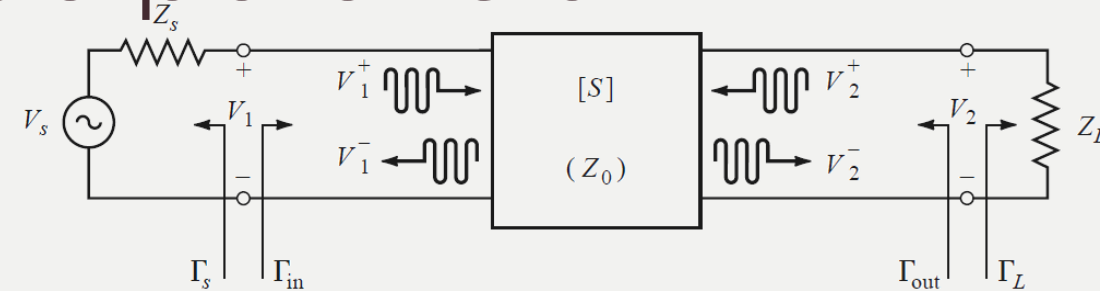 Z_s
V_s
+
V_1
−
V_1^+
V_1^-
[S]
(Z_0)
V_2^+
V_2^-
+
V_2
−
Z_L
Γ_s
Γ_in
Γ_out
Γ_L